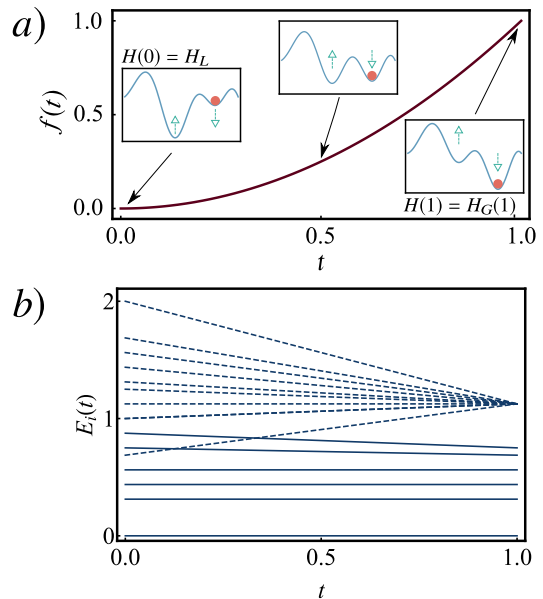 a)
H(0) = H_L
f(t)
1.0
0.5
0.0
H(1) = H_G(1)
0.0 0.5 1.0
t
b)
E_i(t)
2
1
0
0.0 0.5 1.0
t